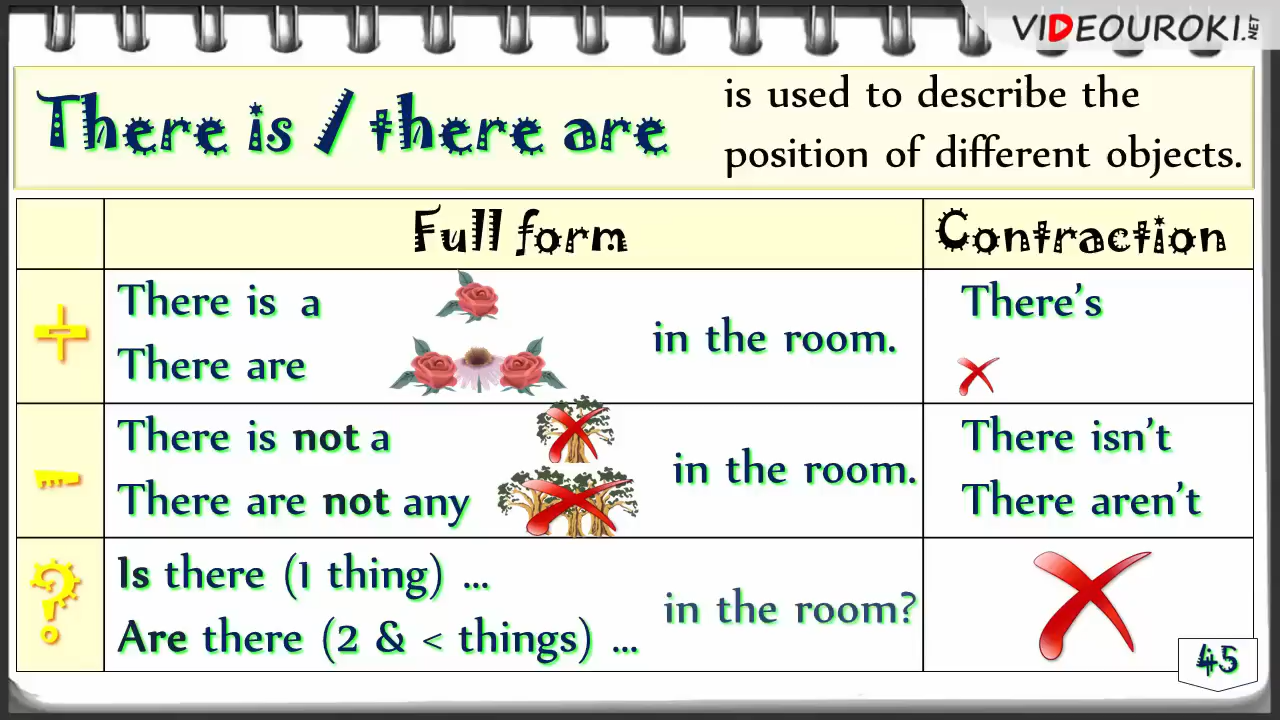 VIDEOUROKI.NET
There is / there are
is used to describe the
position of different objects.
Full form
Contraction
+
There is a
There are
in the room.
There's
-
There is not a
There are not any
in the room.
There isn't
There aren't
?
Is there (1 thing) ...
Are there (2 & < things) ...
in the room?
45